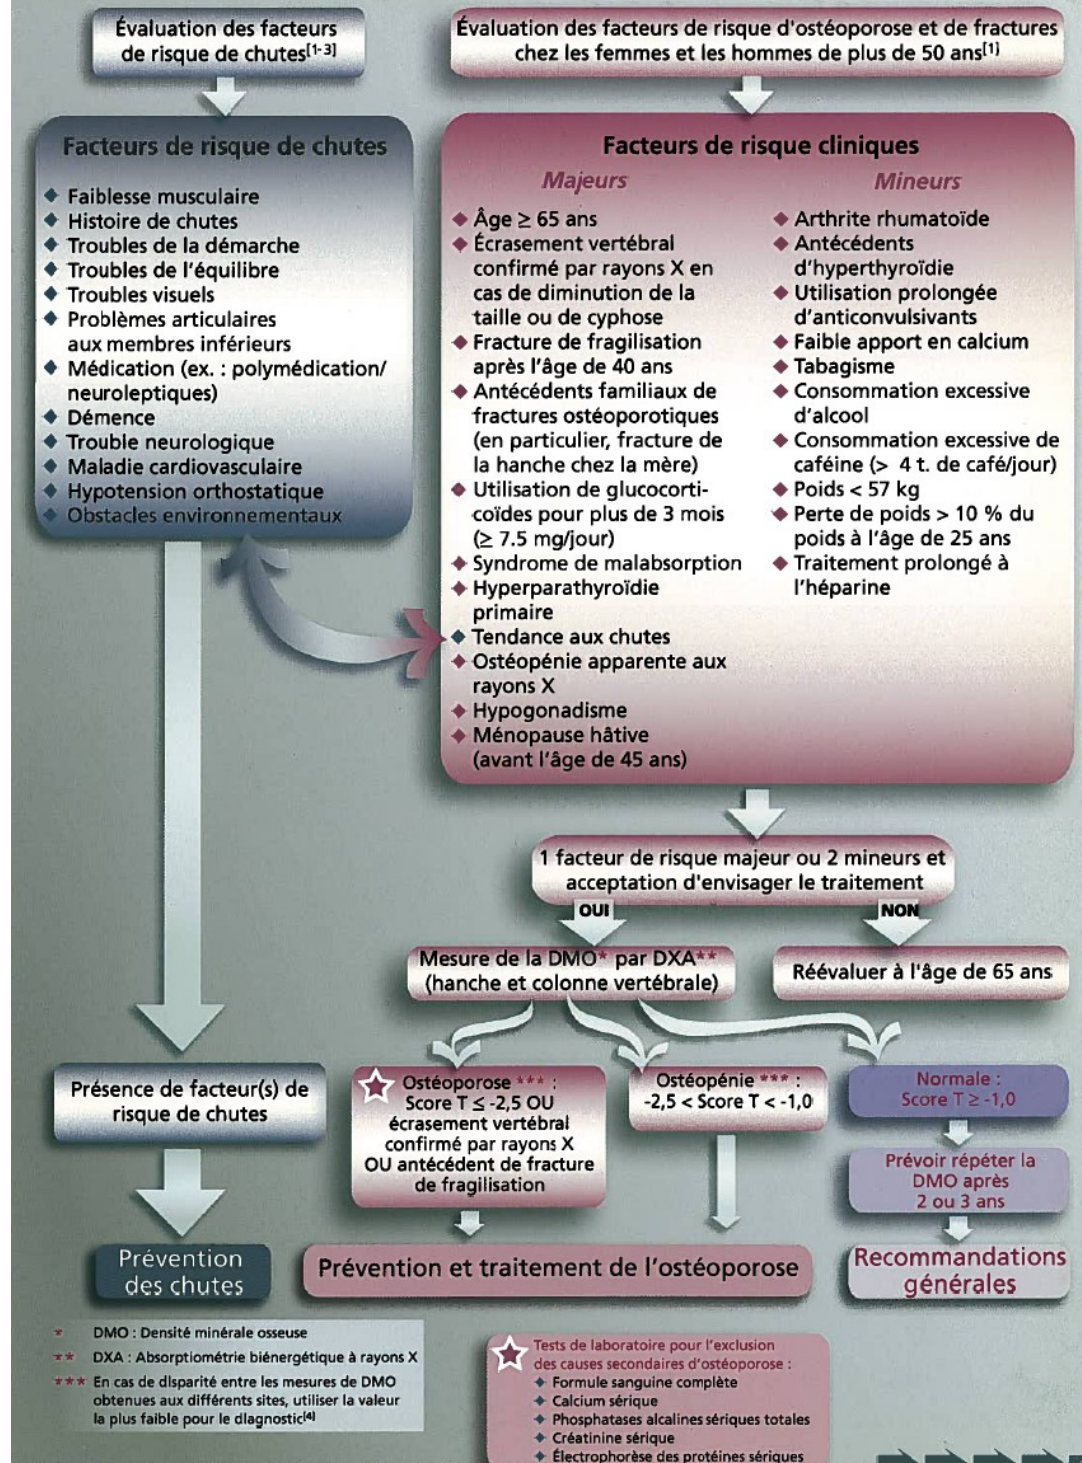 Évaluation des facteurs
de risque de chutes[1-3]
Évaluation des facteurs de risque d'ostéoporose et de fractures
chez les femmes et les hommes de plus de 50 ans[1]
Facteurs de risque de chutes
◆ Faiblesse musculaire
◆ Histoire de chutes
◆ Troubles de la démarche
◆ Troubles de l'équilibre
◆ Troubles visuels
◆ Problèmes articulaires
aux membres inférieurs
◆ Médication (ex. : polymédication/
neuroleptiques)
◆ Démence
◆ Trouble neurologique
◆ Maladie cardiovasculaire
◆ Hypotension orthostatique
◆ Obstacles environnementaux
Facteurs de risque cliniques
Majeurs
◆ Âge ≥ 65 ans
◆ Écrasement vertébral
confirmé par rayons X en
cas de diminution de la
taille ou de cyphose
◆ Fracture de fragilisation
après l'âge de 40 ans
◆ Antécédents familiaux de
fractures ostéoporotiques
(en particulier, fracture de
la hanche chez la mère)
◆ Utilisation de glucocorti-
coïdes pour plus de 3 mois
(≥ 7.5 mg/jour)
◆ Syndrome de malabsorption
◆ Hyperparathyroïdie
primaire
◆ Tendance aux chutes
◆ Ostéopénie apparente aux
rayons X
◆ Hypogonadisme
◆ Ménopause hâtive
(avant l'âge de 45 ans)
Mineurs
◆ Arthrite rhumatoïde
◆ Antécédents
d'hyperthyroïdie
◆ Utilisation prolongée
d'anticonvulsivants
◆ Faible apport en calcium
◆ Tabagisme
◆ Consommation excessive
d'alcool
◆ Consommation excessive de
caféine (> 4 t. de café/jour)
◆ Poids < 57 kg
◆ Perte de poids > 10 % du
poids à l'âge de 25 ans
◆ Traitement prolongé à
l'héparine
1 facteur de risque majeur ou 2 mineurs et
acceptation d'envisager le traitement
OUI
NON
Mesure de la DMO* par DXA**
(hanche et colonne vertébrale)
Réévaluer à l'âge de 65 ans
Présence de facteur(s) de
risque de chutes
Ostéoporose *** :
Score T ≤ -2,5 OU
écrasement vertébral
confirmé par rayons X
OU antécédent de fracture
de fragilisation
Ostéopénie *** :
-2,5 < Score T < -1,0
Normale :
Score T ≥ -1,0
Prévoir répéter la
DMO après
2 ou 3 ans
Prévention
des chutes
Prévention et traitement de l'ostéoporose
Recommandations
générales
* DMO : Densité minérale osseuse
** DXA : Absorptiométrie biénergétique à rayons X
*** En cas de disparité entre les mesures de DMO
obtenues aux différents sites, utiliser la valeur
la plus faible pour le diagnostic[4]
Tests de laboratoire pour l'exclusion
des causes secondaires d'ostéoporose :
◆ Formule sanguine complète
◆ Calcium sérique
◆ Phosphatases alcalines sériques totales
◆ Créatinine sérique
◆ Électrophorèse des protéines sériques